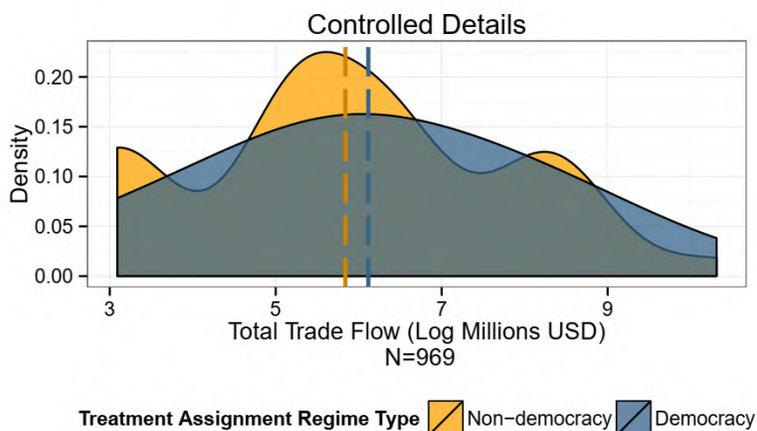 Controlled Details
Density
0.20
0.15
0.10
0.05
0.00
3 5 7 9
Total Trade Flow (Log Millions USD)
N=969
Treatment Assignment Regime Type Non−democracy Democracy